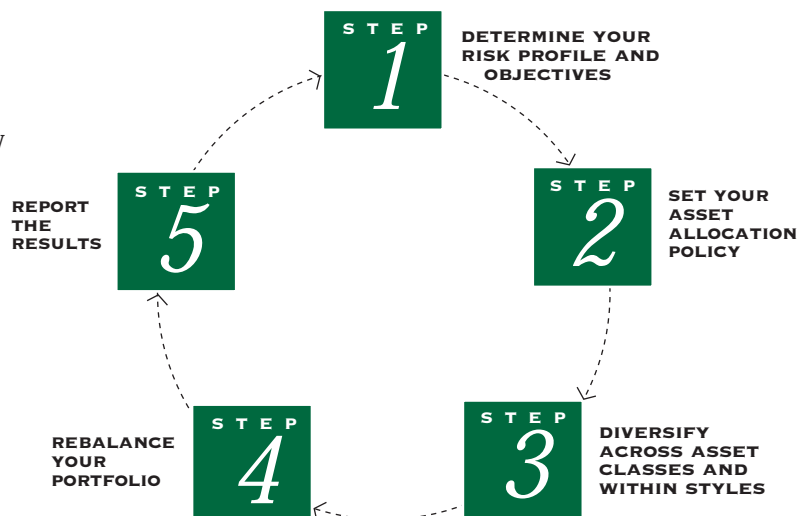 STEP
1
DETERMINE YOUR
RISK PROFILE AND
OBJECTIVES
STEP
2
SET YOUR
ASSET
ALLOCATION
POLICY
STEP
3
DIVERSIFY
ACROSS ASSET
CLASSES AND
WITHIN STYLES
STEP
4
REBALANCE
YOUR
PORTFOLIO
STEP
5
REPORT
THE
RESULTS